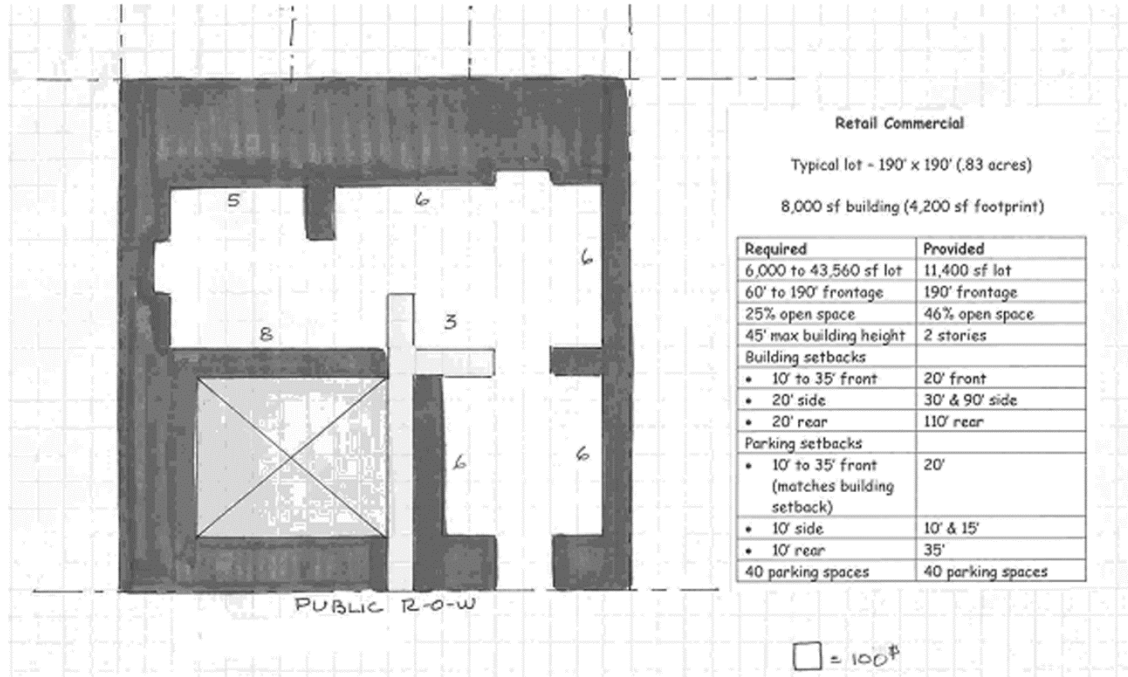 5
6
6
8
3
6
6
PUBLIC R-O-W
Retail Commercial
Typical lot - 190' x 190' (.83 acres)
8,000 sf building (4,200 sf footprint)
Required Provided
6,000 to 43,560 sf lot 11,400 sf lot
60' to 190' frontage 190' frontage
25% open space 46% open space
45' max building height 2 stories
Building setbacks
• 10' to 35' front 20' front
• 20' side 30' & 90' side
• 20' rear 110' rear
Parking setbacks
• 10' to 35' front 20'
(matches building
setback)
• 10' side 10' & 15'
• 10' rear 35'
40 parking spaces 40 parking spaces
= 100